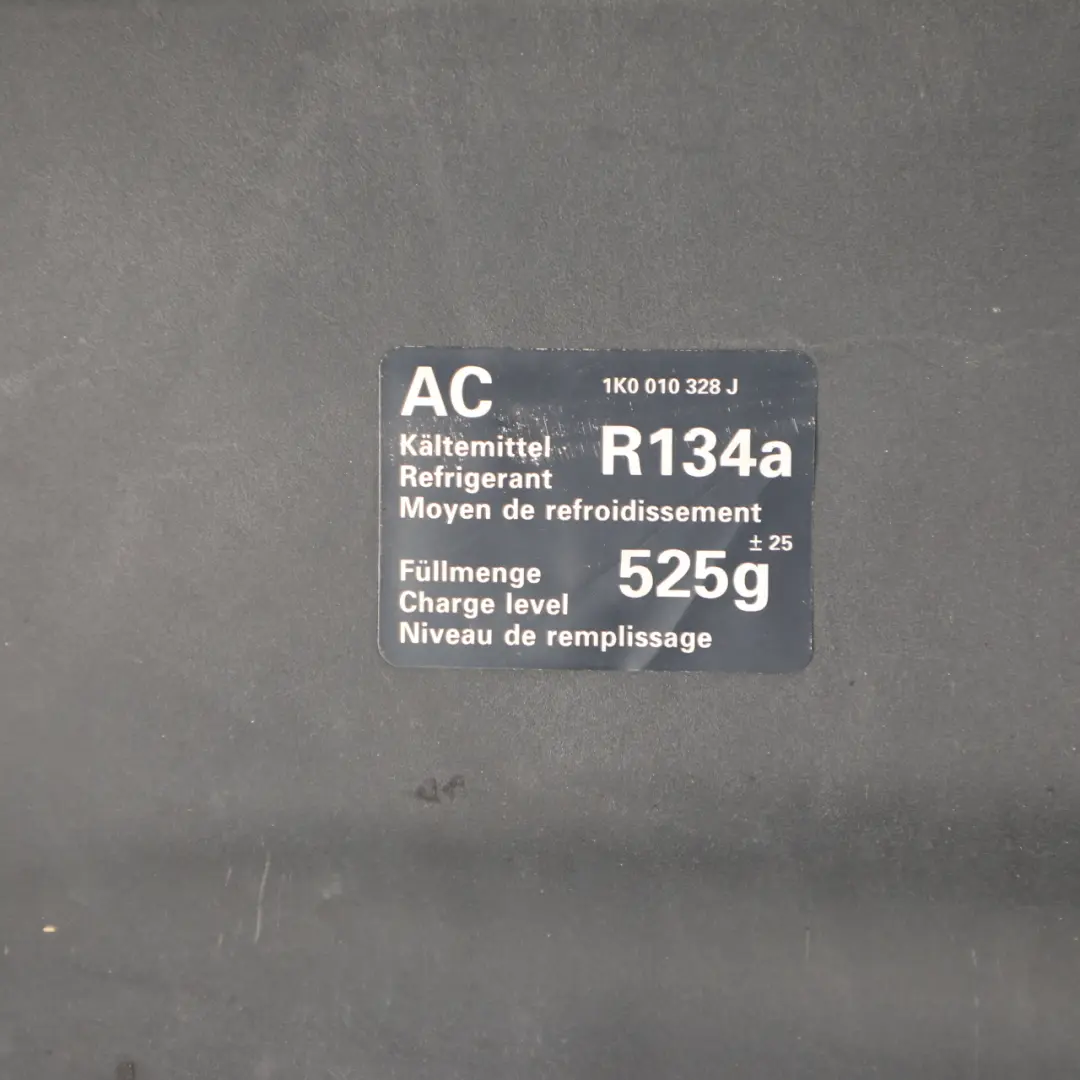 AC 1K0 010 328 J
Kältemittel R134a
Refrigerant
Moyen de refroidissement
± 25
Füllmenge 525g
Charge level
Niveau de remplissage